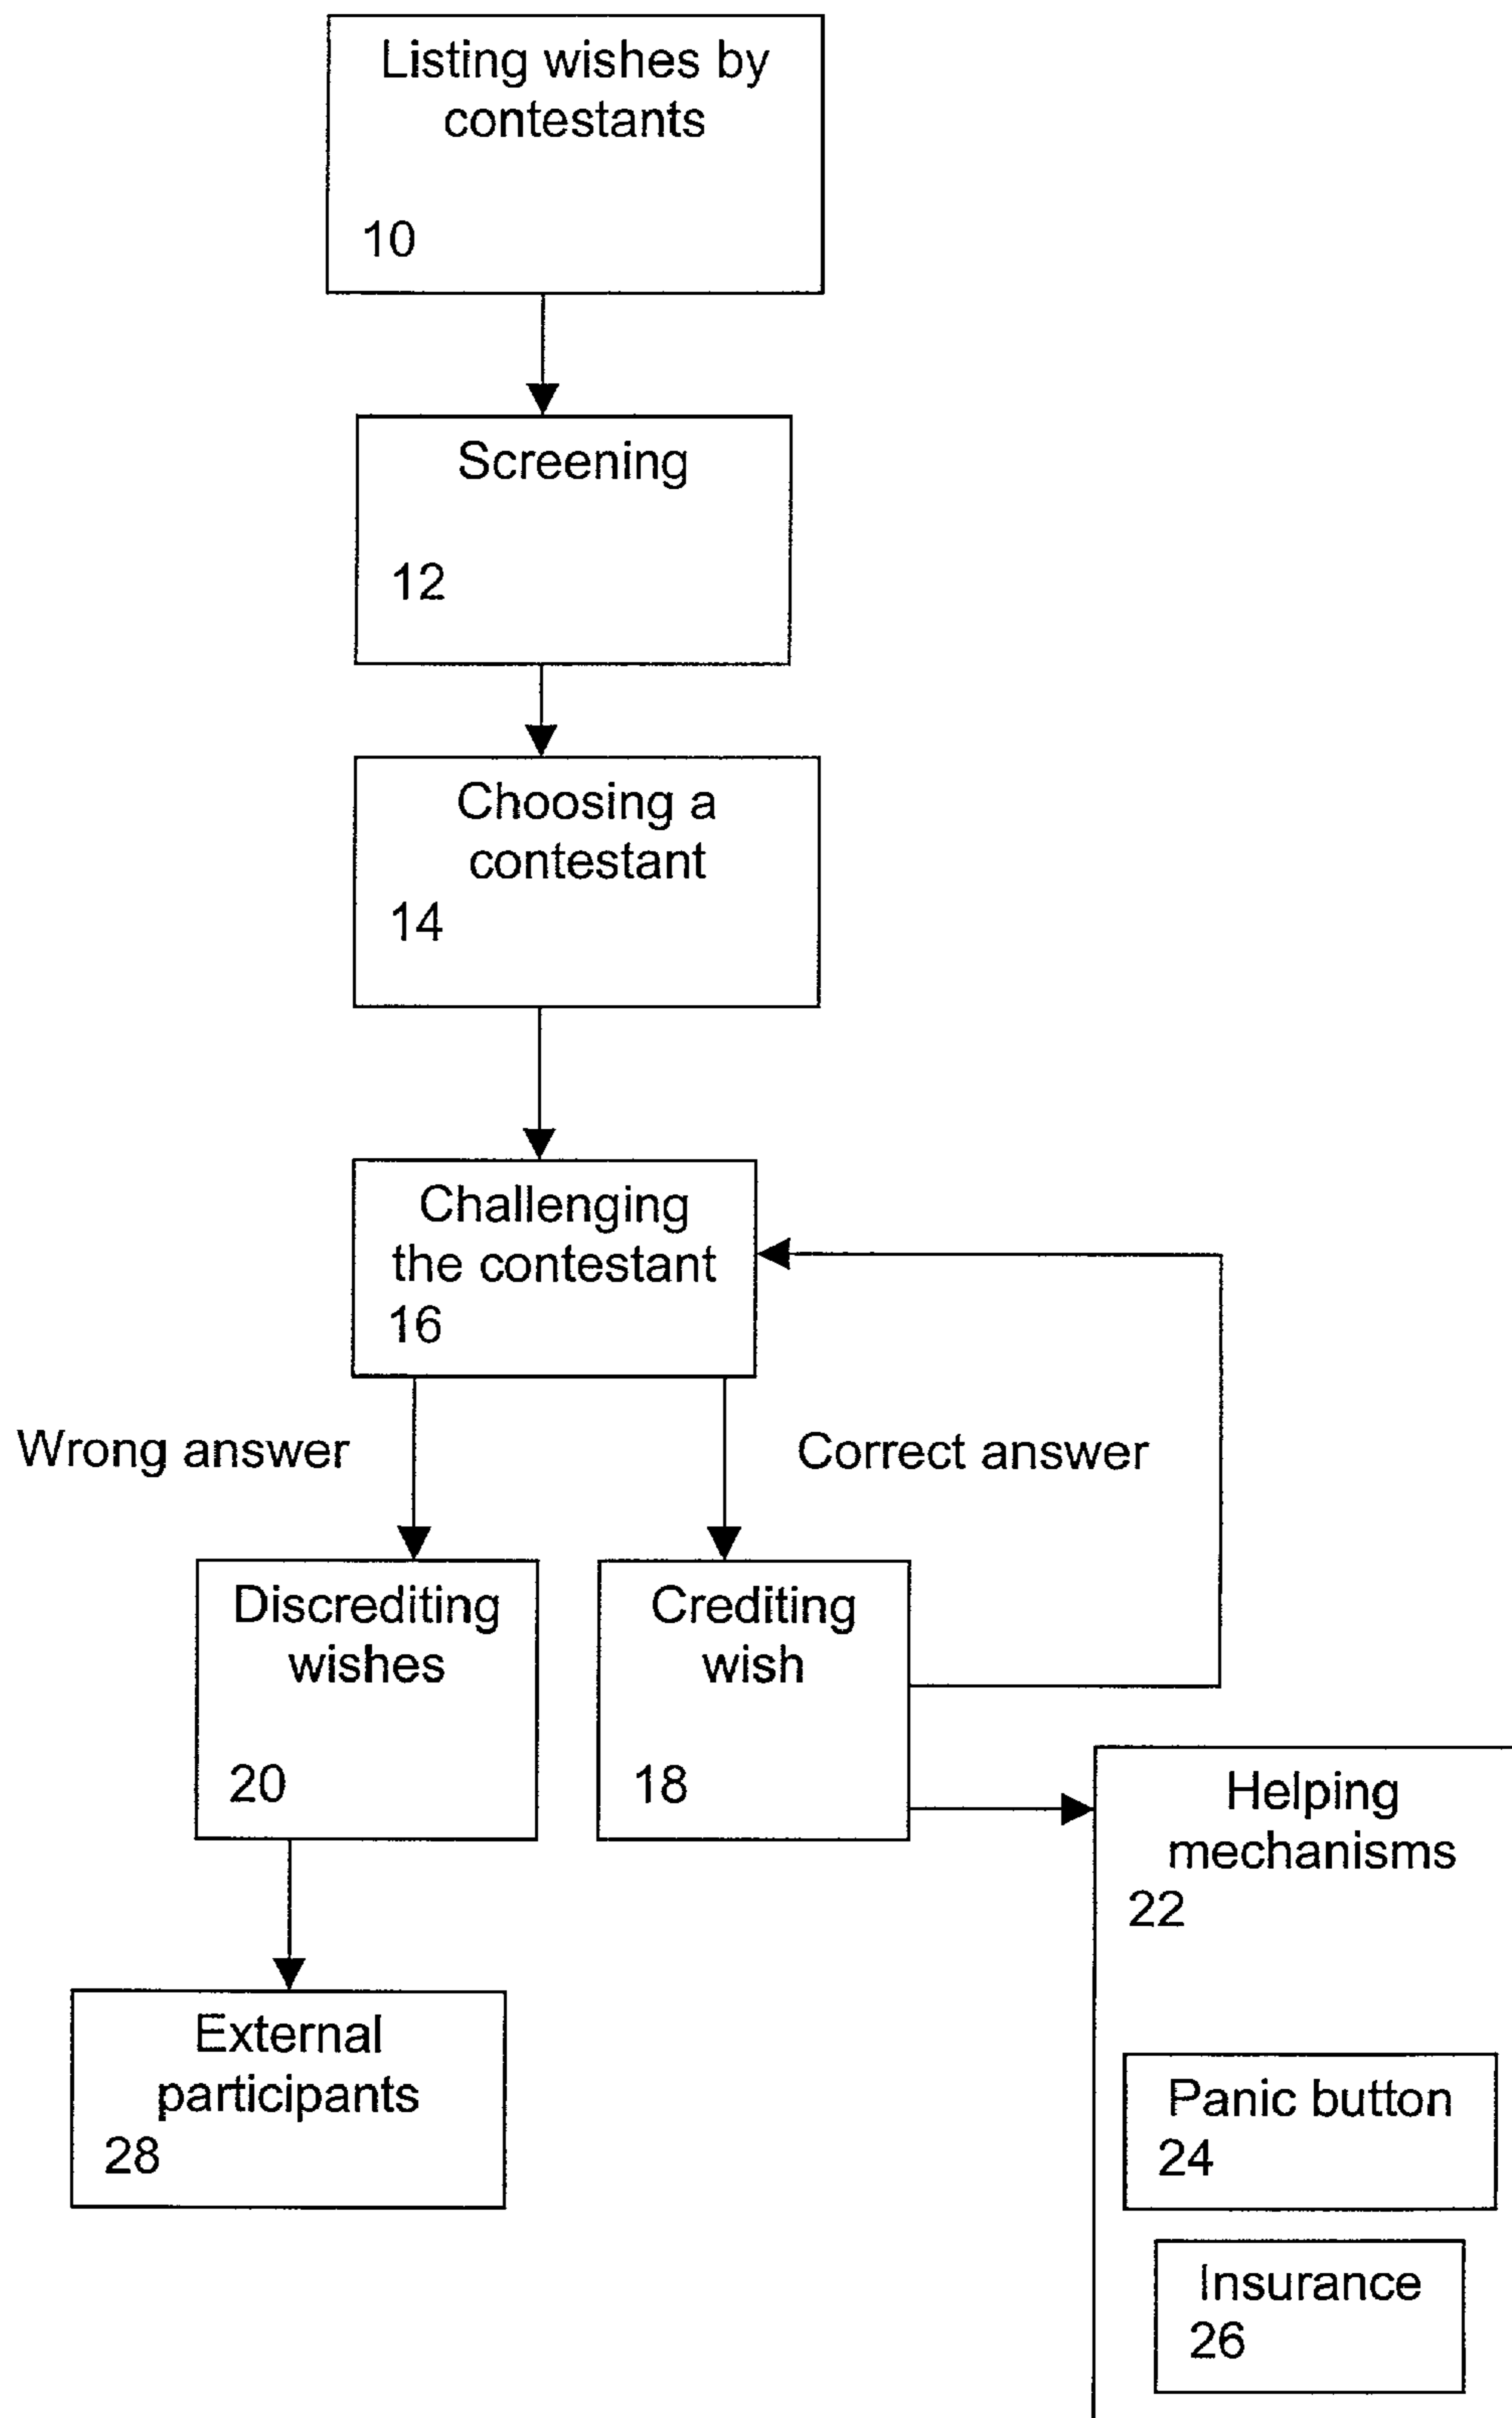 Listing wishes by
contestants
10
Screening
12
Choosing a
contestant
14
Challenging
the contestant
16
Wrong answer
Correct answer
Discrediting
wishes
20
Crediting
wish
18
Helping
mechanisms
22
External
participants
28
Panic button
24
Insurance
26